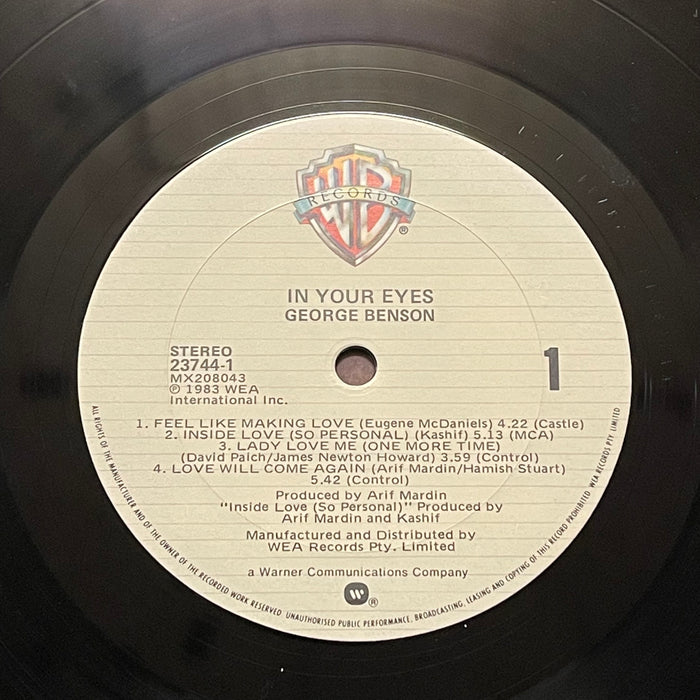 WB
RECORDS
®
IN YOUR EYES
GEORGE BENSON
STEREO
23744-1
MX208043
℗ 1983 WEA
International Inc.
1
1. FEEL LIKE MAKING LOVE (Eugene McDaniels) 4.22 (Castle)
2. INSIDE LOVE (SO PERSONAL) (Kashif) 5.13 (MCA)
3. LADY LOVE ME (ONE MORE TIME)
(David Paich/James Newton Howard) 3.59 (Control)
4. LOVE WILL COME AGAIN (Arif Mardin/Hamish Stuart)
5.42 (Control)
Produced by Arif Mardin
"Inside Love (So Personal)" Produced by
Arif Mardin and Kashif
Manufactured and Distributed by
WEA Records Pty. Limited
a Warner Communications Company
W ®
ALL RIGHTS OF THE MANUFACTURER AND OF THE OWNER OF THE RECORDED WORK RESERVED. UNAUTHORISED PUBLIC PERFORMANCE, BROADCASTING, LEASING AND COPYING OF THIS RECORD PROHIBITED. WEA RECORDS PTY LIMITED